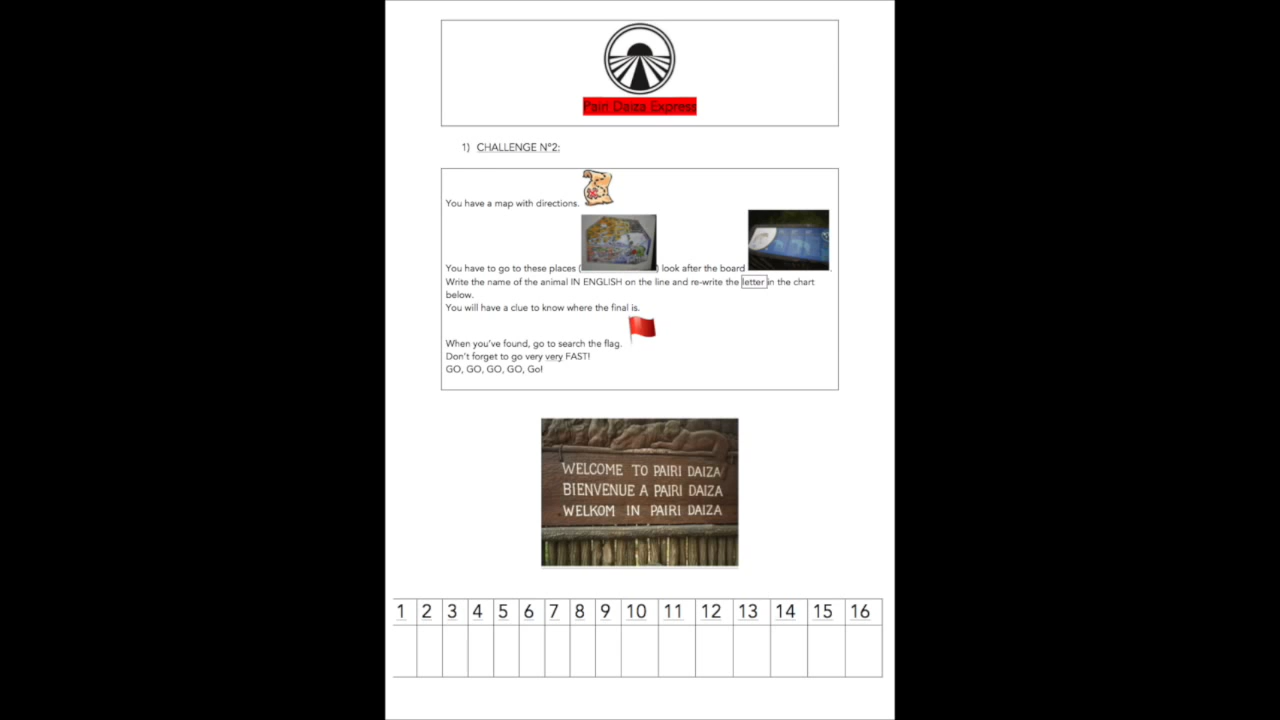 Pairi Daiza Express
1) CHALLENGE N°2:
You have a map with directions.
You have to go to these places ( ) look after the board .
Write the name of the animal IN ENGLISH on the line and re-write the letter in the chart
below.
You will have a clue to know where the final is.
When you've found, go to search the flag.
Don't forget to go very very FAST!
GO, GO, GO, GO, Go!
WELCOME TO PAIRI DAIZA
BIENVENUE A PAIRI DAIZA
WELKOM IN PAIRI DAIZA
1 2 3 4 5 6 7 8 9 10 11 12 13 14 15 16